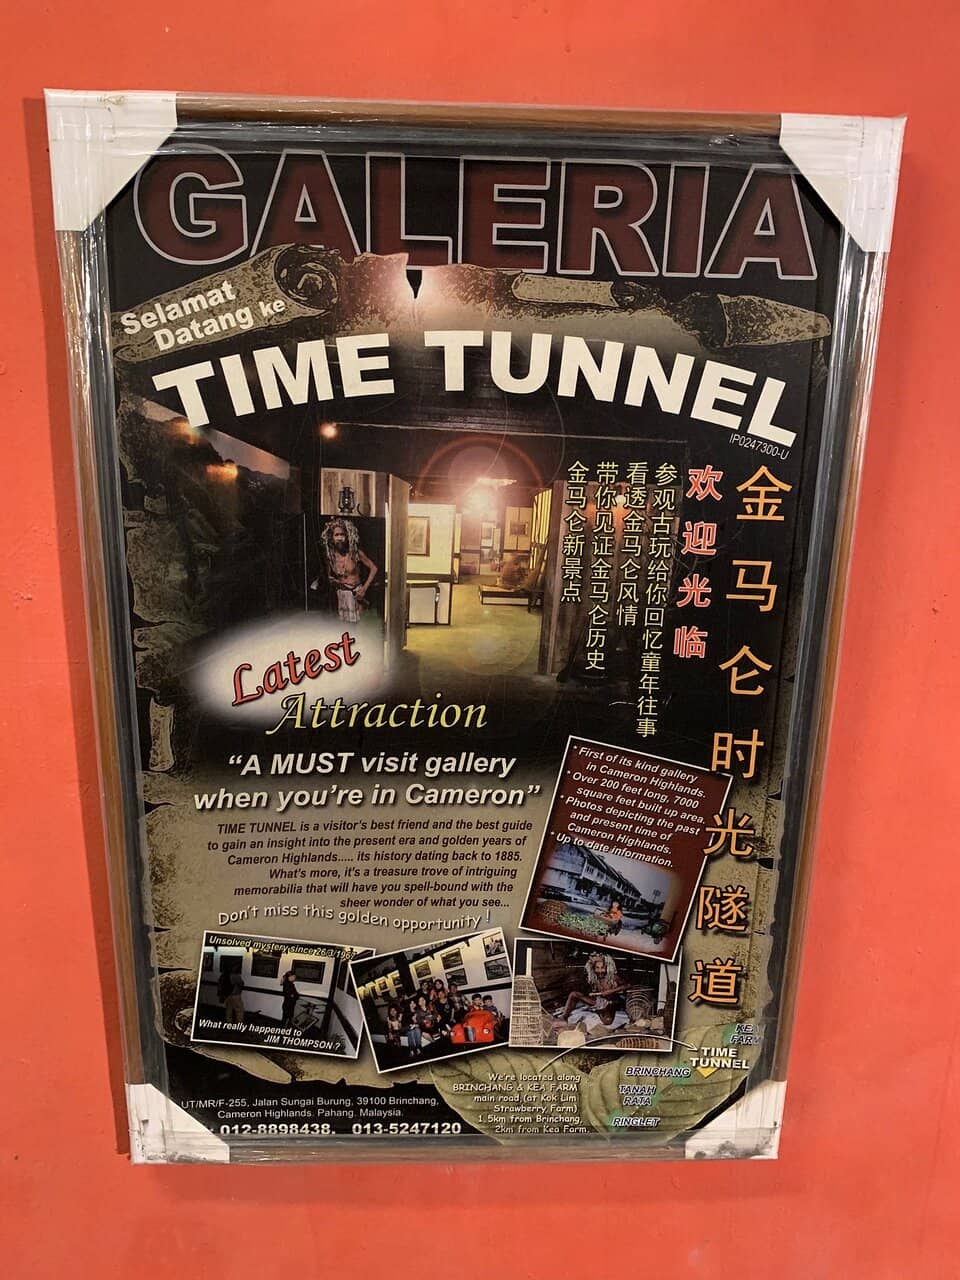 GALERIA
Selamat
Datang ke
TIME TUNNEL
IP0247300-U
金马仑时光隧道
欢迎光临
参观古玩给你回忆童年往事
看透金马仑风情
带你见证金马仑历史
金马仑新景点
Latest
Attraction
“A MUST visit gallery
when you’re in Cameron”
TIME TUNNEL is a visitor’s best friend and the best guide
to gain an insight into the present era and golden years of
Cameron Highlands..... its history dating back to 1885.
What’s more, it's a treasure trove of intriguing
memorabilia that will have you spell-bound with the
sheer wonder of what you see...
Don’t miss this golden opportunity !
* First of its kind gallery
in Cameron Highlands.
* Over 200 feet long, 7000
square feet built up area.
* Photos depicting the past
and present time of
Cameron Highlands.
* Up to date information.
Unsolved mystery since 26/3/1967
What really happened to
JIM THOMPSON ?
We’re located along
BRINCHANG & KEA FARM
main road (at Kok Lim
Strawberry Farm)
1.5km from Brinchang,
2km from Kea Farm.
KEA
FARM
TIME
TUNNEL
BRINCHANG
TANAH
RATA
RINGLET
UT/MR/F-255, Jalan Sungai Burung, 39100 Brinchang,
Cameron Highlands. Pahang, Malaysia.
012-8898438, 013-5247120